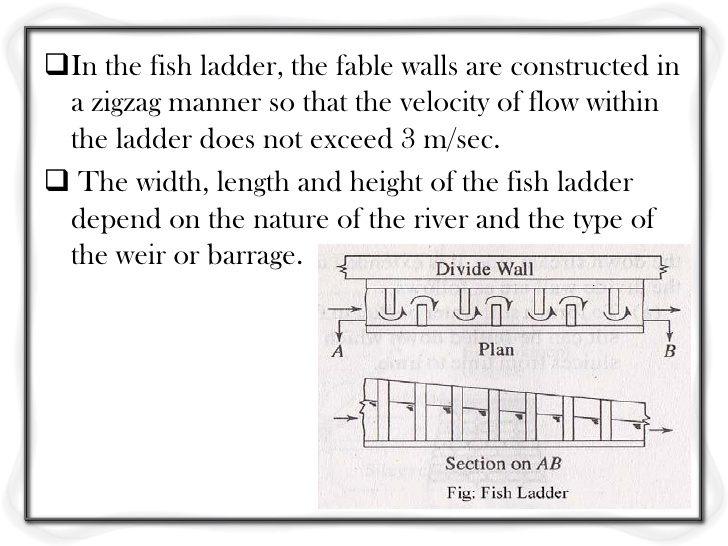 ❑In the fish ladder, the fable walls are constructed in
a zigzag manner so that the velocity of flow within
the ladder does not exceed 3 m/sec.
❑ The width, length and height of the fish ladder
depend on the nature of the river and the type of
the weir or barrage.
Divide Wall
A
Plan
B
Section on AB
Fig: Fish Ladder